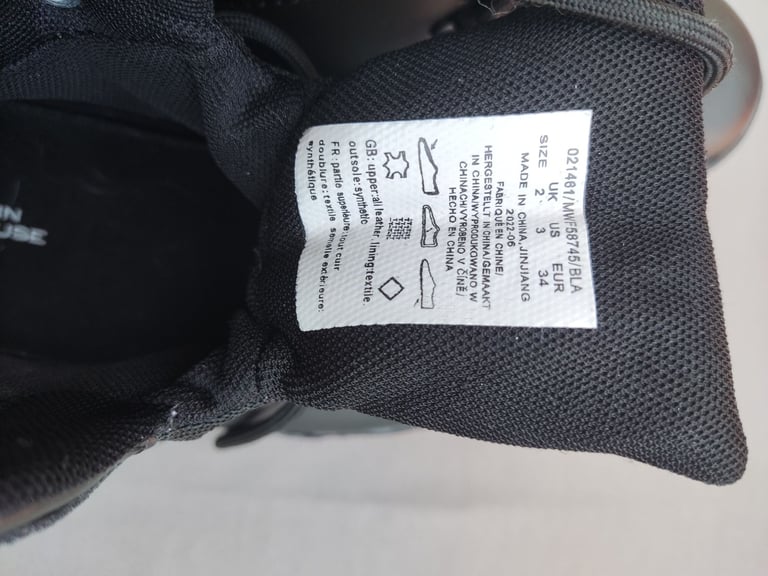 021461/MWF58745/BLA
UK US EUR
SIZE 2 3 34
MADE IN CHINA,JINJIANG
2022-06
FABRIQUÉ EN CHINE/
HERGESTELLT IN CHINA/GEMAAKT
IN CHINA/WYPRODUKOWANO W
CHINACH/VYROBENO V ČÍNĚ/
HECHO EN CHINA
GB: upper:all leather lining:textile
outsole:synthetic
FR: partie supérieure:tout cuir
doublure:textile semelle extérieure:
synthétique